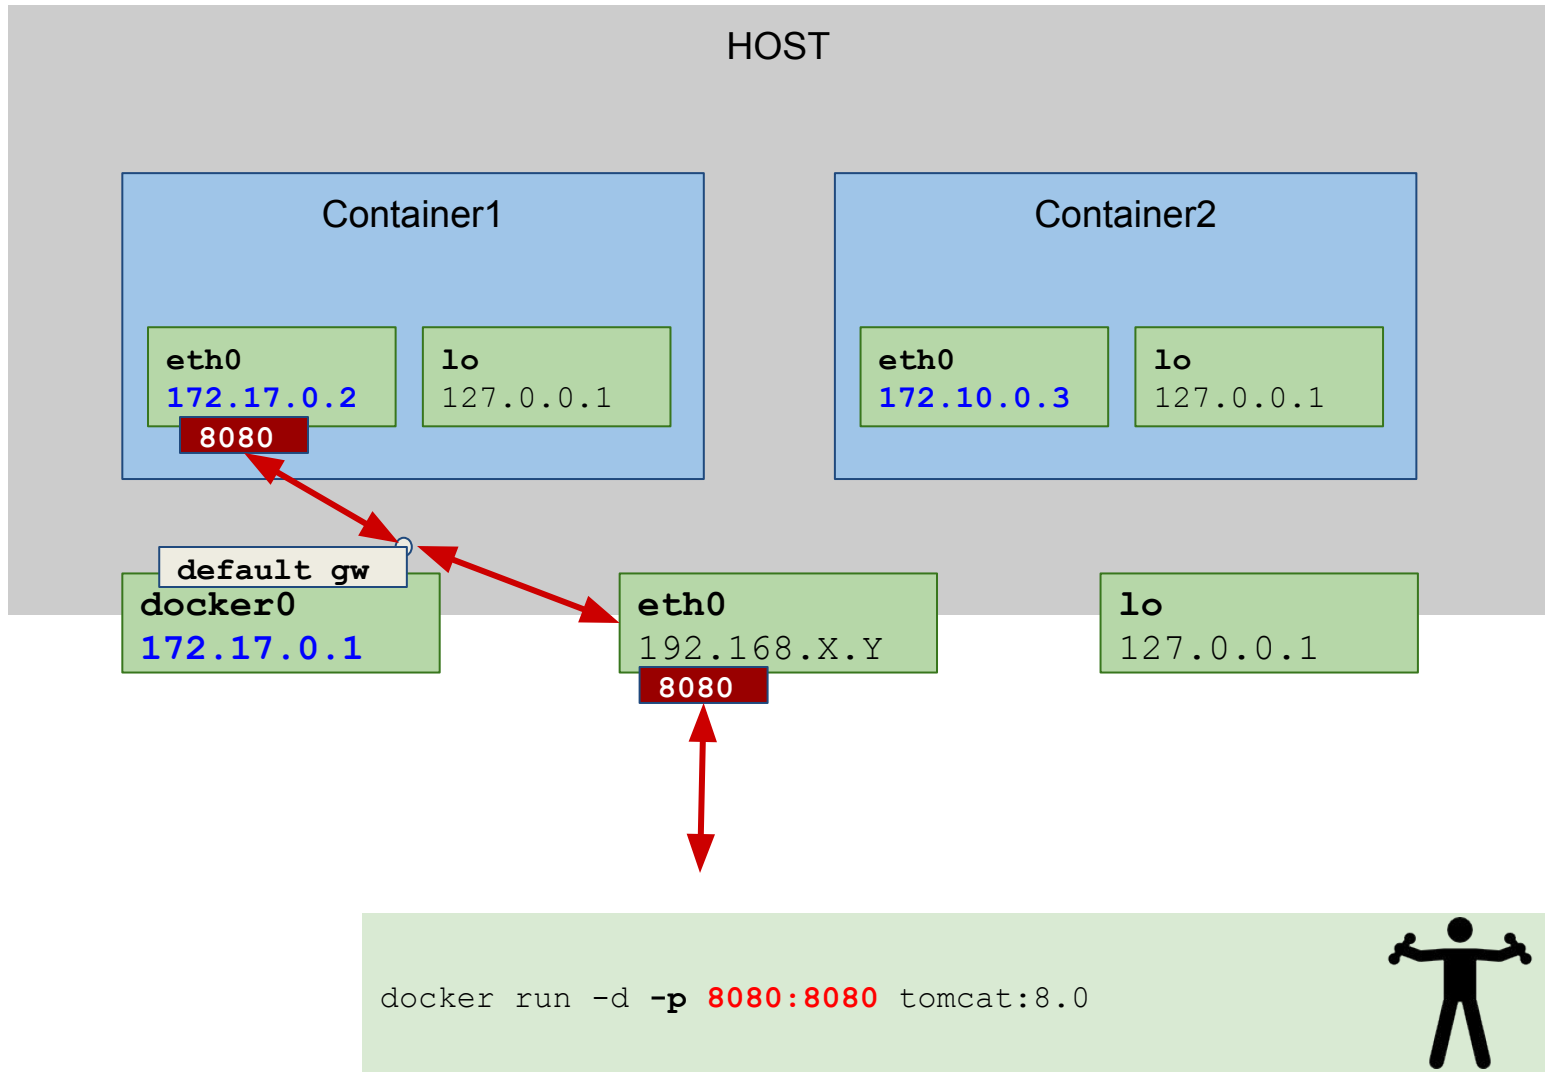 HOST
Container1
eth0
172.17.0.2
8080
lo
127.0.0.1
Container2
eth0
172.10.0.3
lo
127.0.0.1
default gw
docker0
172.17.0.1
eth0
192.168.X.Y
8080
lo
127.0.0.1
docker run -d -p 8080:8080 tomcat:8.0